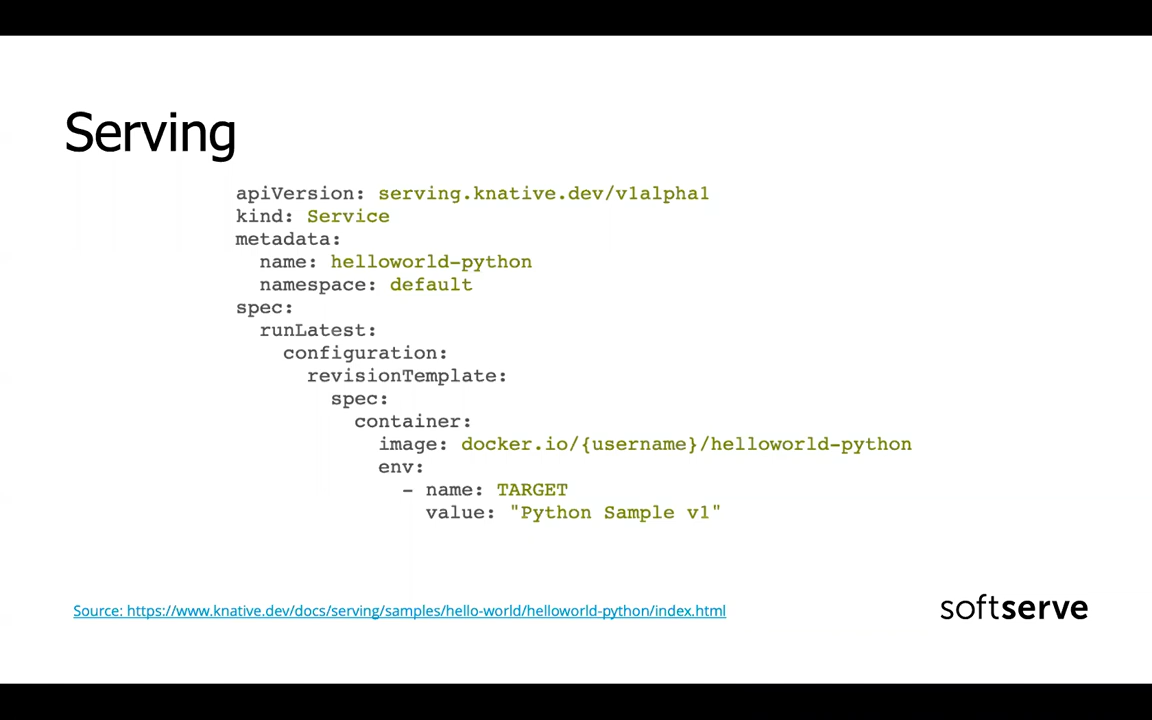 Serving
apiVersion: serving.knative.dev/v1alpha1
kind: Service
metadata:
  name: helloworld-python
  namespace: default
spec:
  runLatest:
    configuration:
      revisionTemplate:
        spec:
          container:
            image: docker.io/{username}/helloworld-python
            env:
              - name: TARGET
                value: "Python Sample v1"
Source: https://www.knative.dev/docs/serving/samples/hello-world/helloworld-python/index.html
softserve